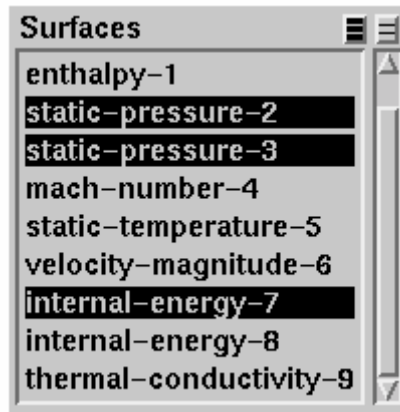 Surfaces
enthalpy-1
static-pressure-2
static-pressure-3
mach-number-4
static-temperature-5
velocity-magnitude-6
internal-energy-7
internal-energy-8
thermal-conductivity-9